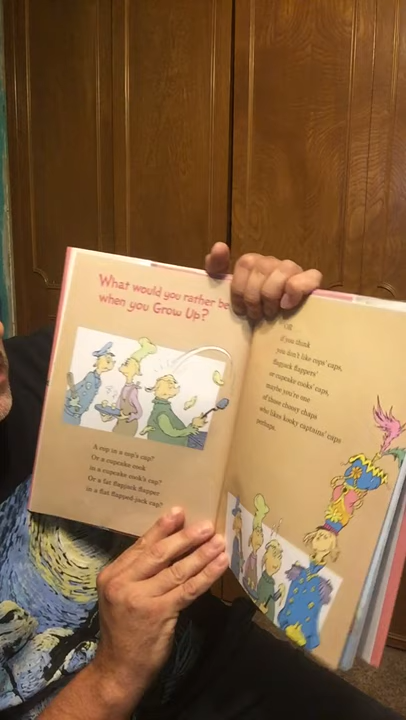 What would you rather be
when you Grow Up?
A cop in a cop's cap?
Or a cupcake cook
in a cupcake cook's cap?
Or a fat flapjack flapper
in a flat flapped-jack cap?
OR
if you think
you don't like cops' caps,
flapjack flappers'
or cupcake cooks' caps,
maybe you're one
of those choosy chaps
who likes kooky captains' caps
perhaps.